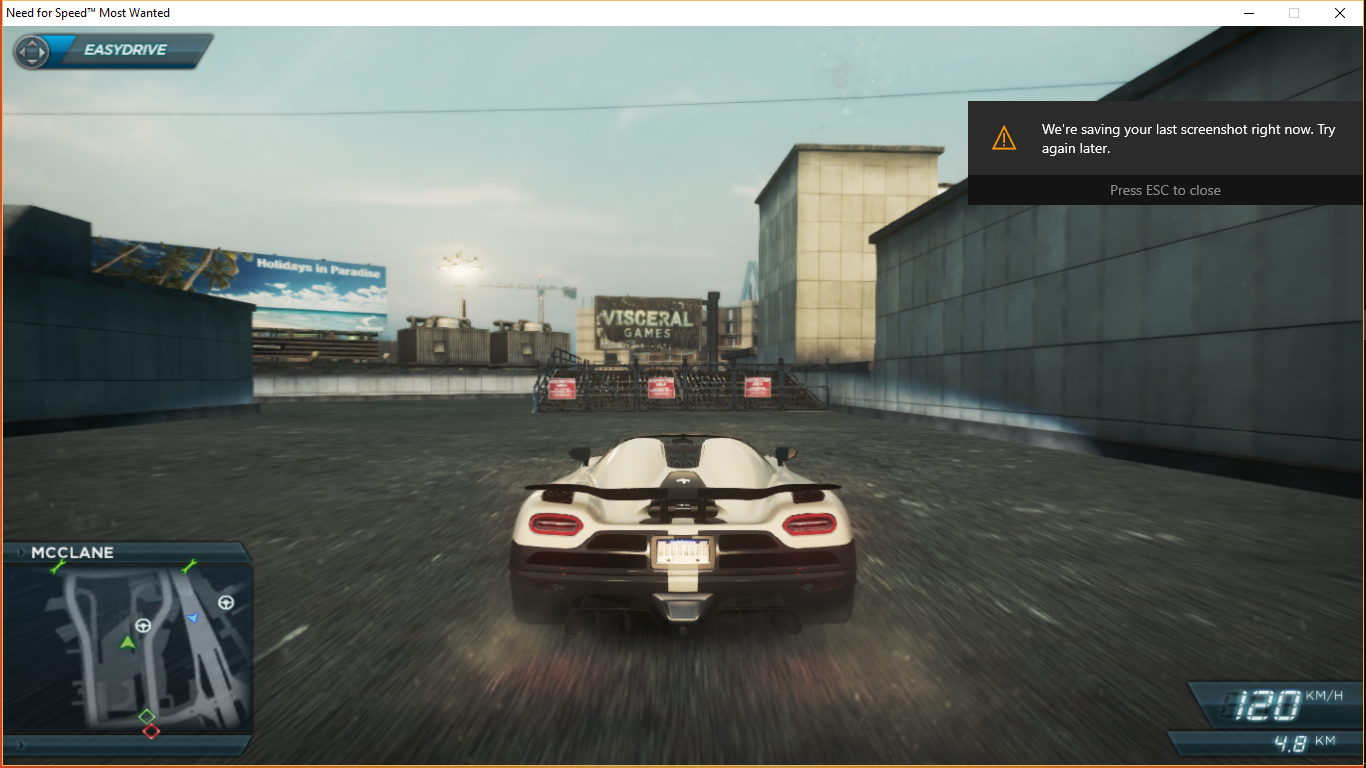 Need for Speed™ Most Wanted
EASYDRIVE
We're saving your last screenshot right now. Try
again later.
Press ESC to close
Holidays in Paradise
VISCERAL
GAMES
MCCLANE
120 KM/H
4.8 KM